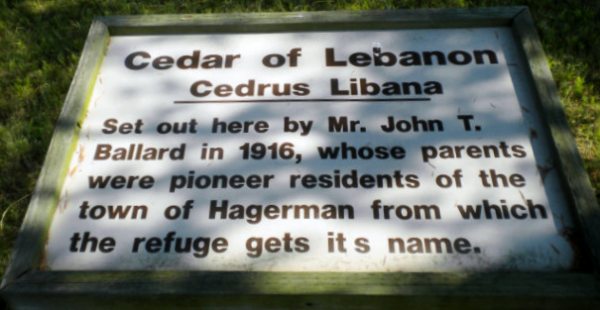 Cedar of Lebanon
Cedrus Libana
Set out here by Mr. John T.
Ballard in 1916, whose parents
were pioneer residents of the
town of Hagerman from which
the refuge gets its name.